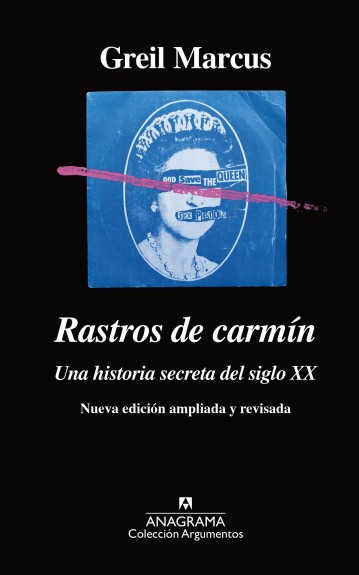 Greil Marcus
GOD Save THE QUEEN
SEX PISTOLS
Rastros de carmín
Una historia secreta del siglo XX
Nueva edición ampliada y revisada
A
ANAGRAMA
Colección Argumentos